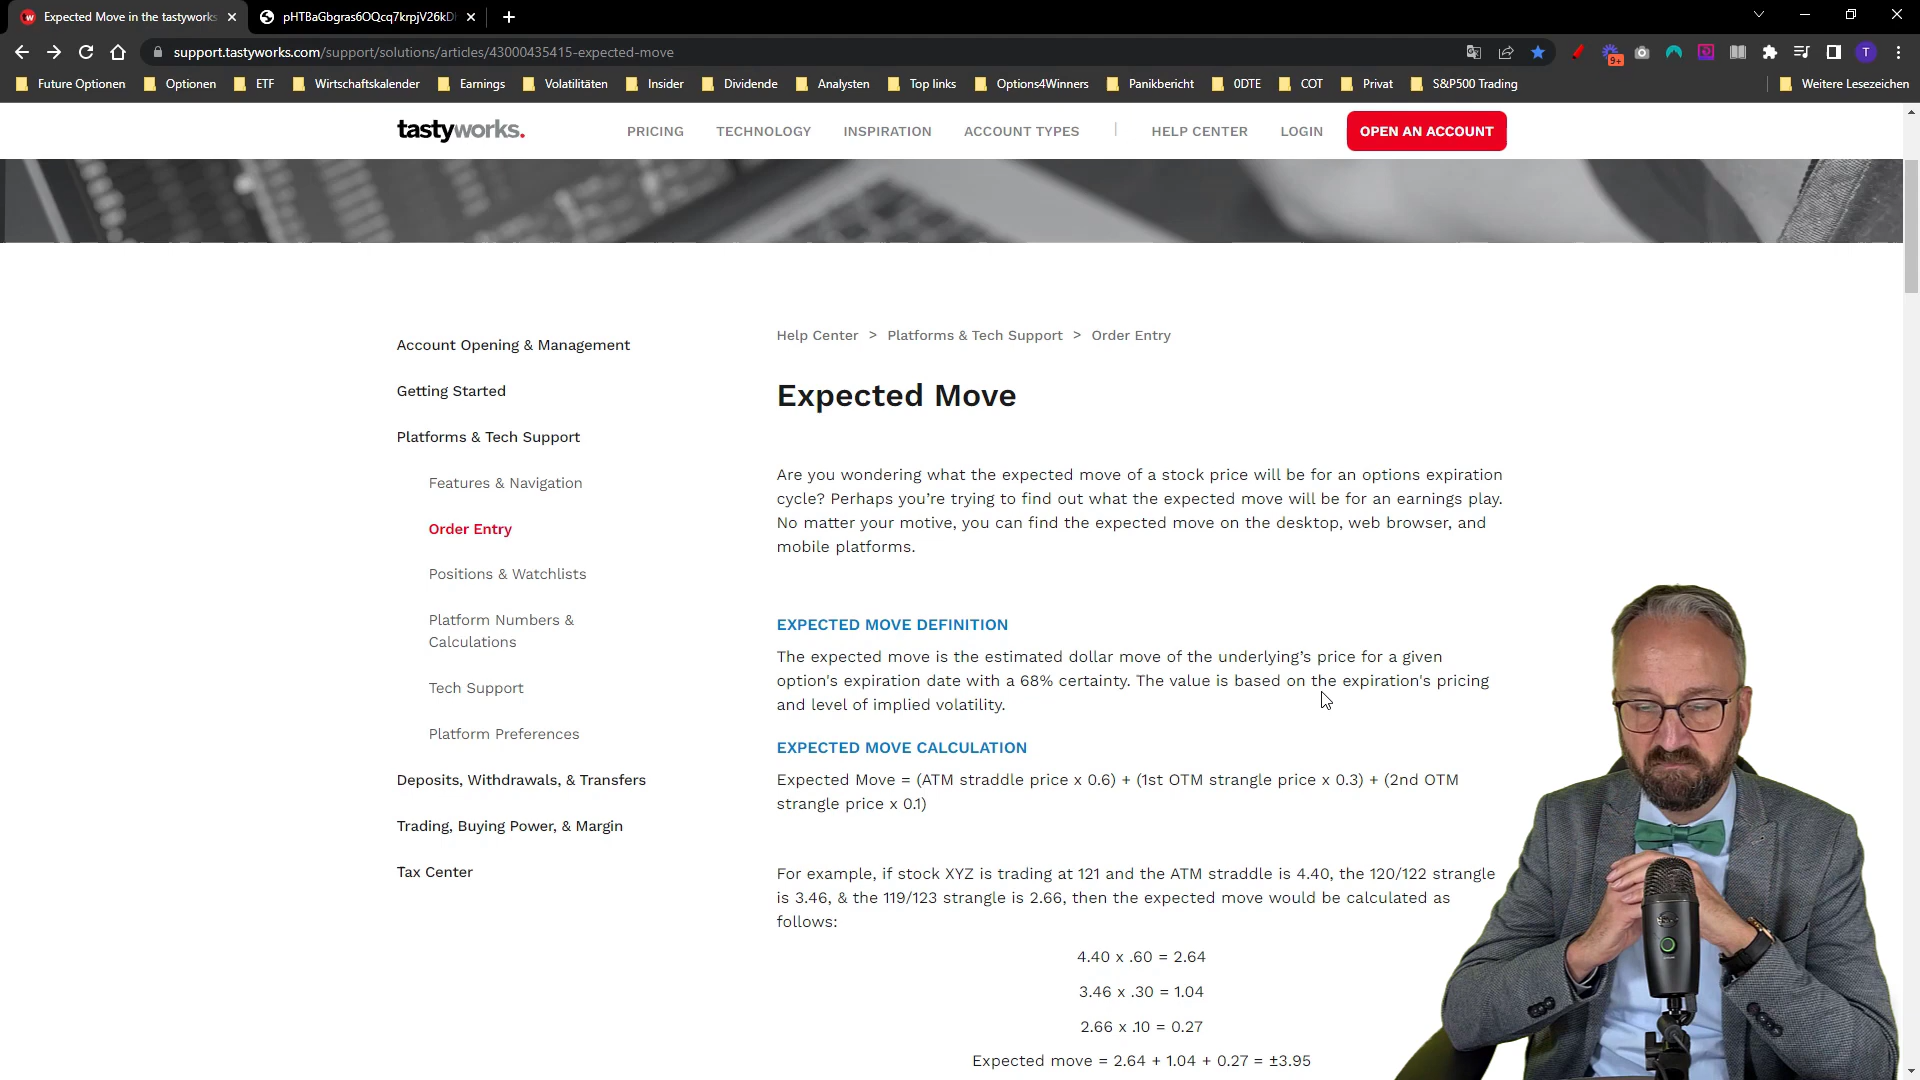 Expected Move in the tastyworks
pHTBaGbgras6OQcq7krpjV26kD
support.tastyworks.com/support/solutions/articles/43000435415-expected-move
9+
T
Future Optionen
Optionen
ETF
Wirtschaftskalender
Earnings
Volatilitäten
Insider
Dividende
Analysten
Top links
Options4Winners
Panikbericht
0DTE
COT
Privat
S&P500 Trading
Weitere Lesezeichen
tastyworks.
PRICING
TECHNOLOGY
INSPIRATION
ACCOUNT TYPES
HELP CENTER
LOGIN
OPEN AN ACCOUNT
Account Opening & Management
Getting Started
Platforms & Tech Support
Features & Navigation
Order Entry
Positions & Watchlists
Platform Numbers &
Calculations
Tech Support
Platform Preferences
Deposits, Withdrawals, & Transfers
Trading, Buying Power, & Margin
Tax Center
Help Center > Platforms & Tech Support > Order Entry
Expected Move
Are you wondering what the expected move of a stock price will be for an options expiration
cycle? Perhaps you’re trying to find out what the expected move will be for an earnings play.
No matter your motive, you can find the expected move on the desktop, web browser, and
mobile platforms.
EXPECTED MOVE DEFINITION
The expected move is the estimated dollar move of the underlying’s price for a given
option's expiration date with a 68% certainty. The value is based on the expiration's pricing
and level of implied volatility.
EXPECTED MOVE CALCULATION
Expected Move = (ATM straddle price x 0.6) + (1st OTM strangle price x 0.3) + (2nd OTM
strangle price x 0.1)
For example, if stock XYZ is trading at 121 and the ATM straddle is 4.40, the 120/122 strangle
is 3.46, & the 119/123 strangle is 2.66, then the expected move would be calculated as
follows:
4.40 x .60 = 2.64
3.46 x .30 = 1.04
2.66 x .10 = 0.27
Expected move = 2.64 + 1.04 + 0.27 = ±3.95